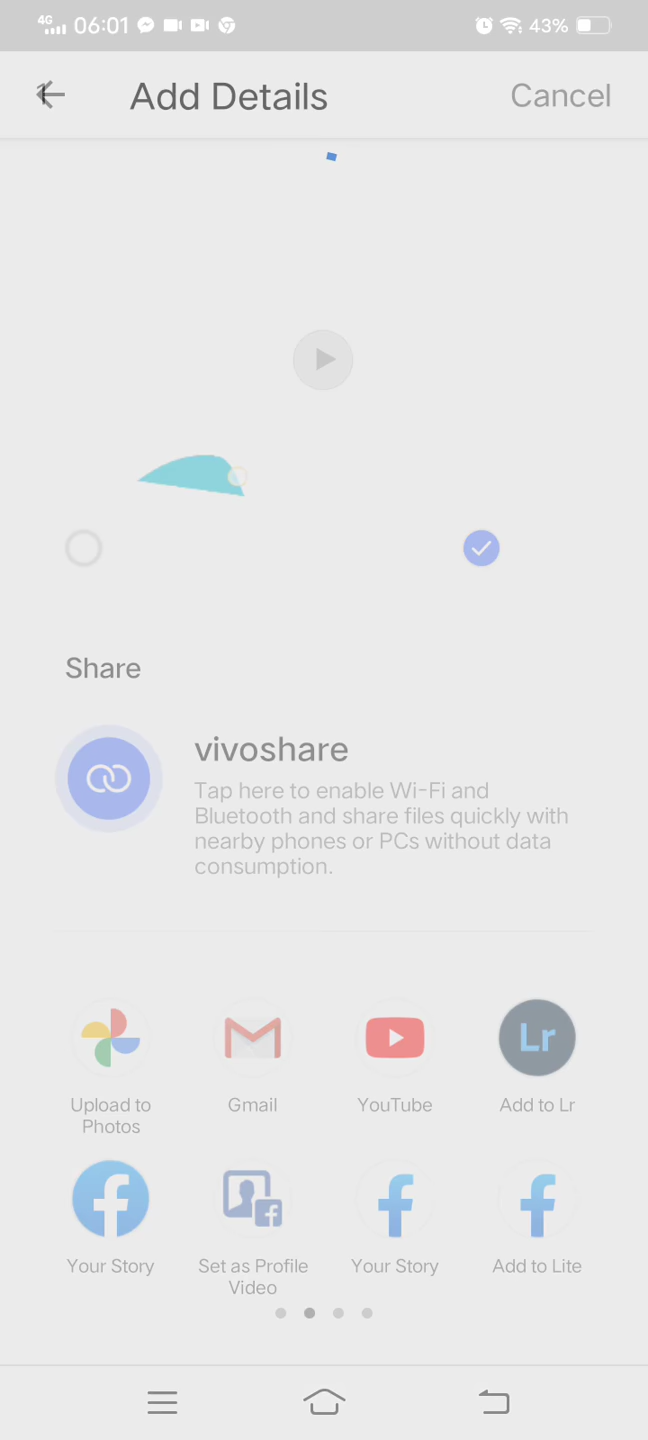 4G 06:01 43%
Add Details Cancel
Share
vivoshare
Tap here to enable Wi-Fi and
Bluetooth and share files quickly with
nearby phones or PCs without data
consumption.
Upload to
Photos
Gmail
YouTube
Lr
Add to Lr
Your Story
Set as Profile
Video
Your Story
Add to Lite